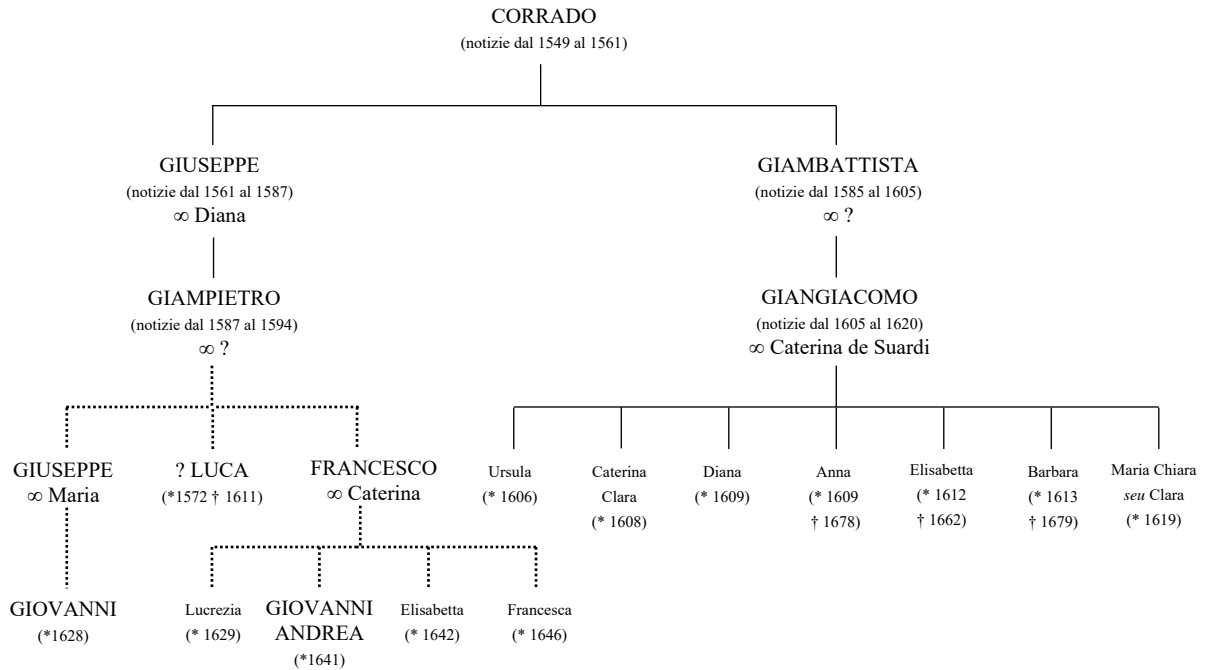 CORRADO
(notizie dal 1549 al 1561)
GIUSEPPE
(notizie dal 1561 al 1587)
∞ Diana
GIAMBATTISTA
(notizie dal 1585 al 1605)
∞ ?
GIAMPIETRO
(notizie dal 1587 al 1594)
∞ ?
GIANGIACOMO
(notizie dal 1605 al 1620)
∞ Caterina de Suardi
GIUSEPPE
∞ Maria
? LUCA
(*1572 † 1611)
FRANCESCO
∞ Caterina
Ursula
(* 1606)
Caterina
Clara
(* 1608)
Diana
(* 1609)
Anna
(* 1609
† 1678)
Elisabetta
(* 1612
† 1662)
Barbara
(* 1613
† 1679)
Maria Chiara
seu Clara
(* 1619)
GIOVANNI
(*1628)
Lucrezia
(* 1629)
GIOVANNI
ANDREA
(*1641)
Elisabetta
(* 1642)
Francesca
(* 1646)